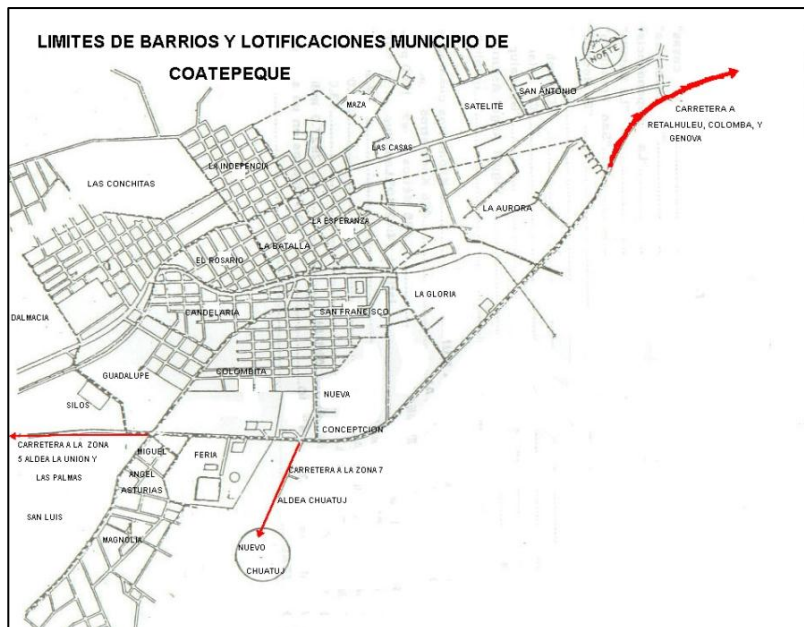 LIMITES DE BARRIOS Y LOTIFICACIONES MUNICIPIO DE
COATEPEQUE
NORTE
MAZA
SATELITE
SAN ANTONIO
CARRETERA A
RETALHULEU, COLOMBA, Y
GENOVA
LAS CASAS
LA INDEPENCIA
LAS CONCHITAS
LA AURORA
LA ESPERANZA
LA BATALLA
EL ROSARIO
LA GLORIA
CANDELARIA
SAN FRANCISCO
DALMACIA
GUADALUPE
COLOMBITA
SILOS
NUEVA
CONCEPTCION
CARRETERA A LA ZONA
5 ALDEA LA UNION Y
LAS PALMAS
MIGUEL
ANGEL
ASTURIAS
FERIA
CARRETERA A LA ZONA 7
ALDEA CHUATUJ
SAN LUIS
MAGNOLIA
NUEVO
CHUATUJ